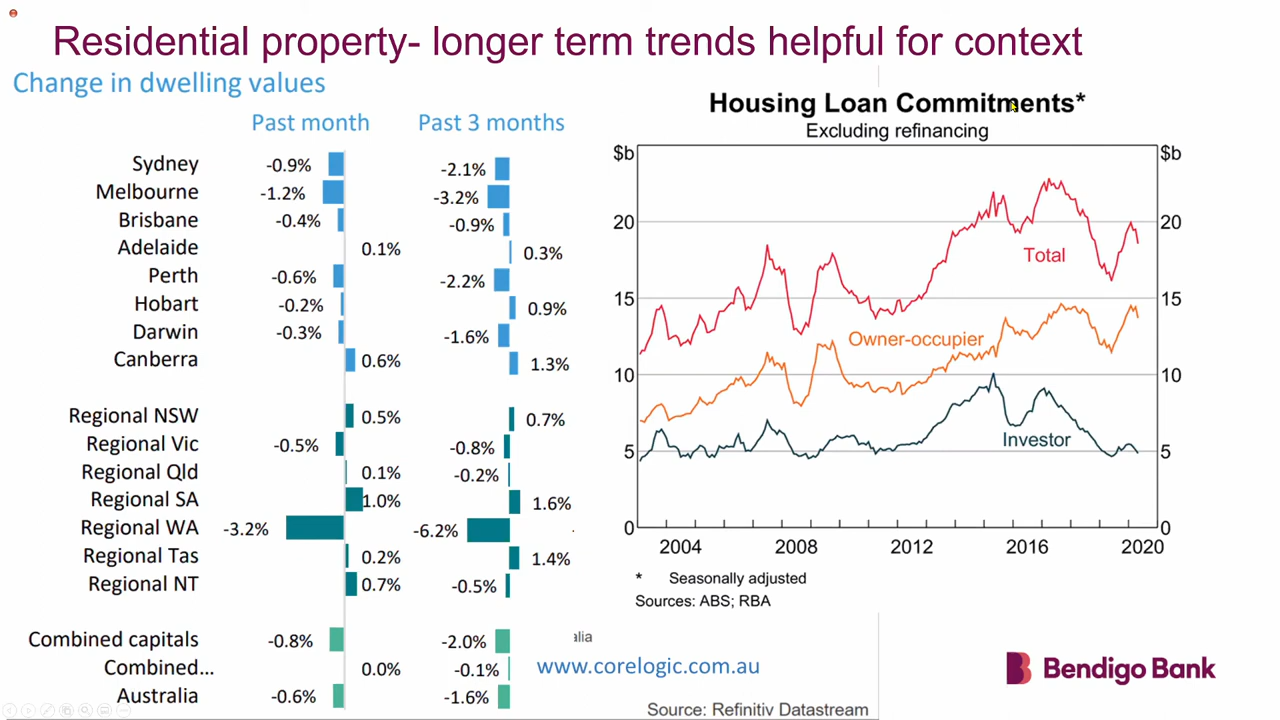 Residential property- longer term trends helpful for context
Change in dwelling values
Past month Past 3 months
Sydney -0.9% -2.1%
Melbourne -1.2% -3.2%
Brisbane -0.4% -0.9%
Adelaide 0.1% 0.3%
Perth -0.6% -2.2%
Hobart -0.2% 0.9%
Darwin -0.3% -1.6%
Canberra 0.6% 1.3%
Regional NSW 0.5% 0.7%
Regional Vic -0.5% -0.8%
Regional Qld 0.1% -0.2%
Regional SA 1.0% 1.6%
Regional WA -3.2% -6.2%
Regional Tas 0.2% 1.4%
Regional NT 0.7% -0.5%
Combined capitals -0.8% -2.0%
Combined... 0.0% -0.1%
Australia -0.6% -1.6%
alia
www.corelogic.com.au
Housing Loan Commitments*
Excluding refinancing
$b $b
20 20
Total
15 15
Owner-occupier
10 10
Investor
5 5
0 0
2004 2008 2012 2016 2020
* Seasonally adjusted
Sources: ABS; RBA
Bendigo Bank
Source: Refinitiv Datastream